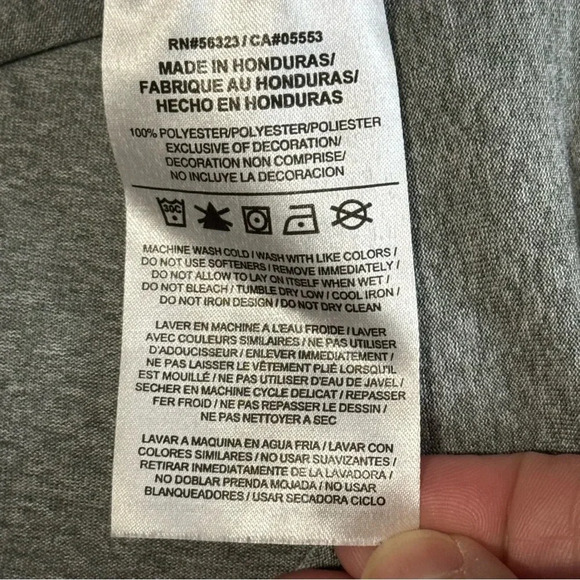 RN#56323 / CA#05553
MADE IN HONDURAS/
FABRIQUE AU HONDURAS/
HECHO EN HONDURAS
100% POLYESTER/POLYESTER/POLIESTER
EXCLUSIVE OF DECORATION/
DECORATION NON COMPRISE/
NO INCLUYE LA DECORACION
30C
MACHINE WASH COLD / WASH WITH LIKE COLORS /
DO NOT USE SOFTENERS / REMOVE IMMEDIATELY /
DO NOT ALLOW TO LAY ON ITSELF WHEN WET /
DO NOT BLEACH / TUMBLE DRY LOW / COOL IRON /
DO NOT IRON DESIGN / DO NOT DRY CLEAN
LAVER EN MACHINE A L'EAU FROIDE / LAVER
AVEC COULEURS SIMILAIRES / NE PAS UTILISER
D'ADOUCISSEUR / ENLEVER IMMEDIATEMENT /
NE PAS LAISSER LE VÊTEMENT PLIÉ LORSQU'IL
EST MOUILLÉ / NE PAS UTILISER D'EAU DE JAVEL /
SECHER EN MACHINE CYCLE DELICAT / REPASSER
FER FROID / NE PAS REPASSER LE DESSIN /
NE PAS NETTOYER A SEC
LAVAR A MAQUINA EN AGUA FRIA / LAVAR CON
COLORES SIMILARES / NO USAR SUAVIZANTES /
RETIRAR INMEDIATAMENTE DE LA LAVADORA /
NO DOBLAR PRENDA MOJADA / NO USAR
BLANQUEADORES / USAR SECADORA CICLO